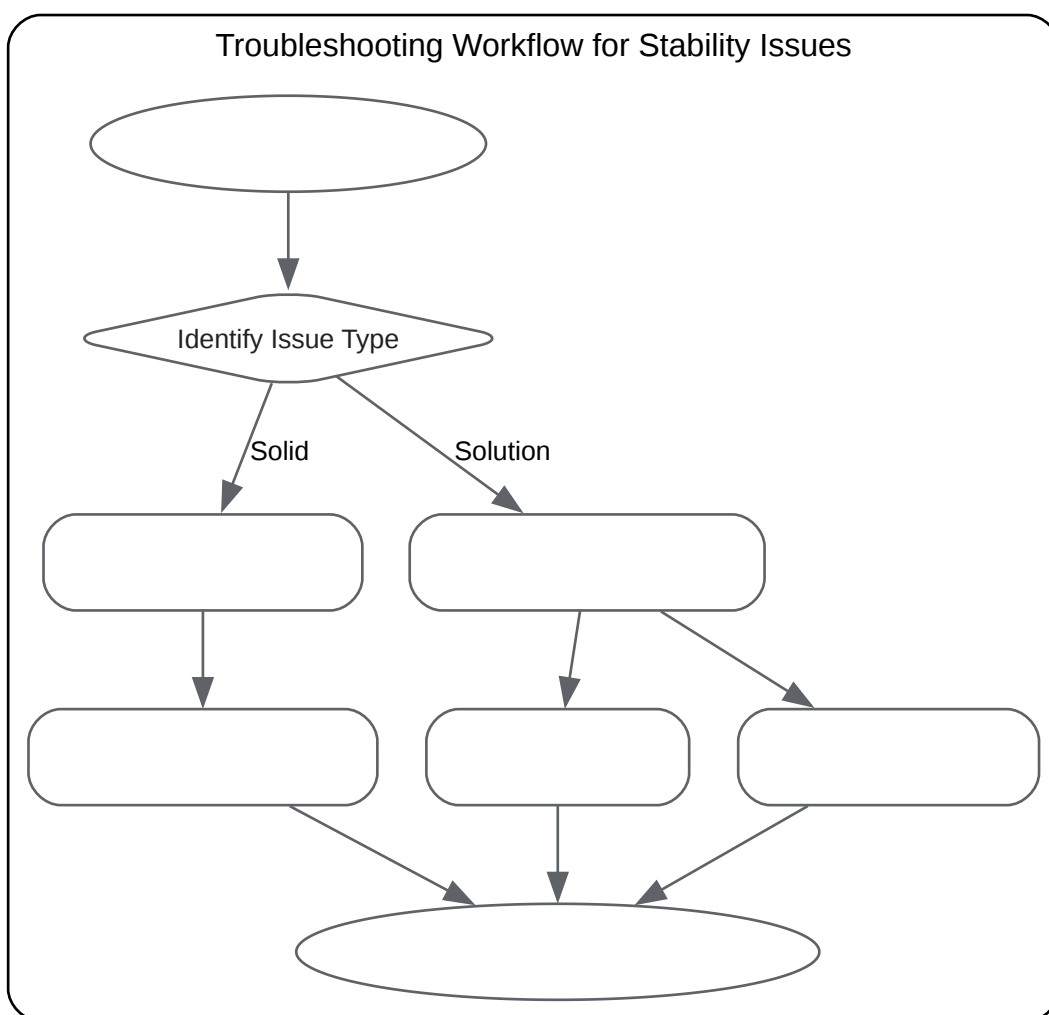 Troubleshooting Workflow for Stability Issues
Identify Issue Type
Solid
Solution